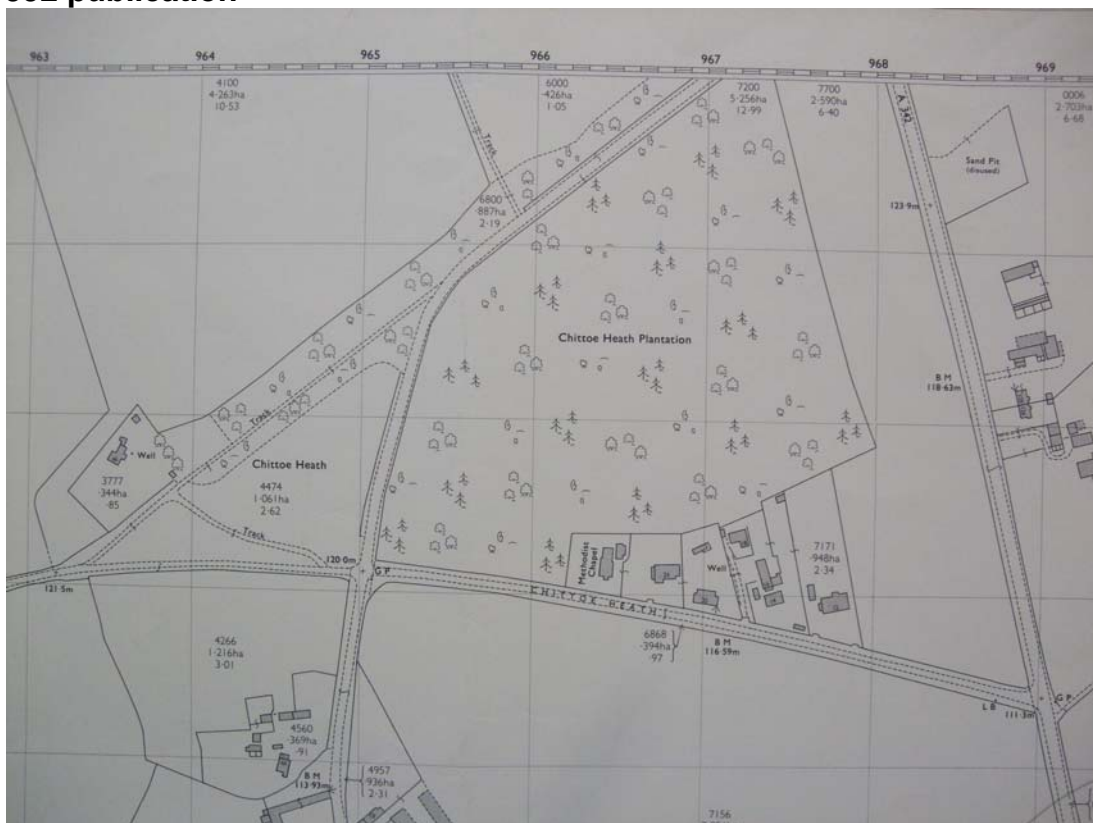 publication
963 964 965 966 967 968 969
4100
4·263ha
10·53
6000
·426ha
1·05
7200
5·256ha
12·99
7700
2·590ha
6·40
0006
2·703ha
6·68
Track
A 342
Sand Pit
(disused)
6800
·887ha
2·19
123·9m
Chittoe Heath Plantation
B M
118·63m
Track
Well
Chittoe Heath
3777
·344ha
·85
4474
1·061ha
2·62
Track
Methodist
Chapel
7171
·948ha
2·34
Well
120·0m
G P
121·5m
CHITTOE HEATH
4266
1·216ha
3·01
6868
·394ha
·97
B M
116·59m
L B
G P
111·3m
4560
·369ha
·91
B M
113·93m
4957
·936ha
2·31
7156